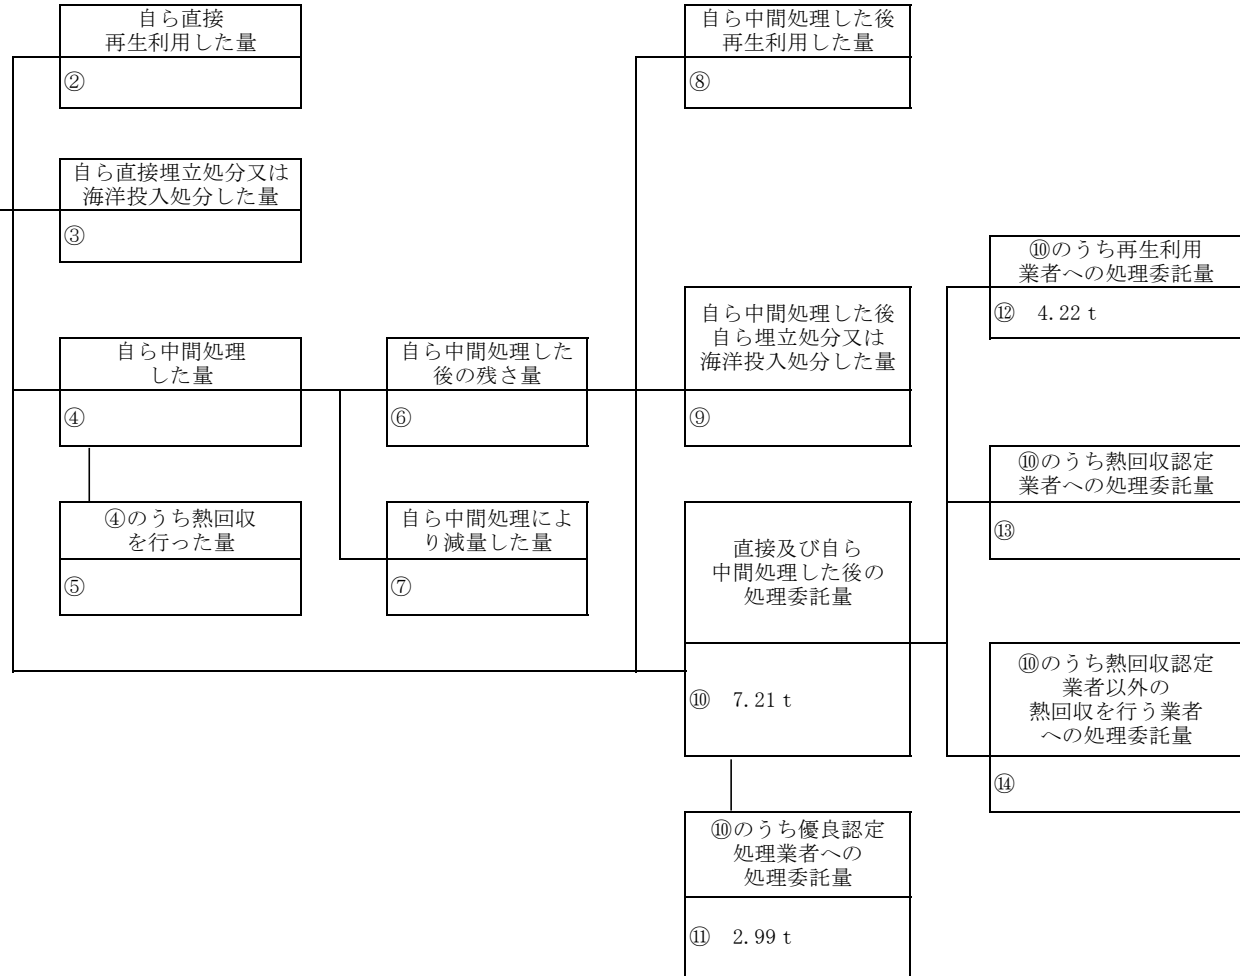 自ら直接
再生利用した量
②
自ら中間処理した後
再生利用した量
⑧
自ら直接埋立処分又は
海洋投入処分した量
③
⑩のうち再生利用
業者への処理委託量
⑫ 4.22 t
自ら中間処理した後
自ら埋立処分又は
海洋投入処分した量
⑨
自ら中間処理
した量
④
自ら中間処理した
後の残さ量
⑥
⑩のうち熱回収認定
業者への処理委託量
⑬
④のうち熱回収
を行った量
⑤
自ら中間処理によ
り減量した量
⑦
直接及び自ら
中間処理した後の
処理委託量
⑩ 7.21 t
⑩のうち熱回収認定
業者以外の
熱回収を行う業者
への処理委託量
⑭
⑩のうち優良認定
処理業者への
処理委託量
⑪ 2.99 t